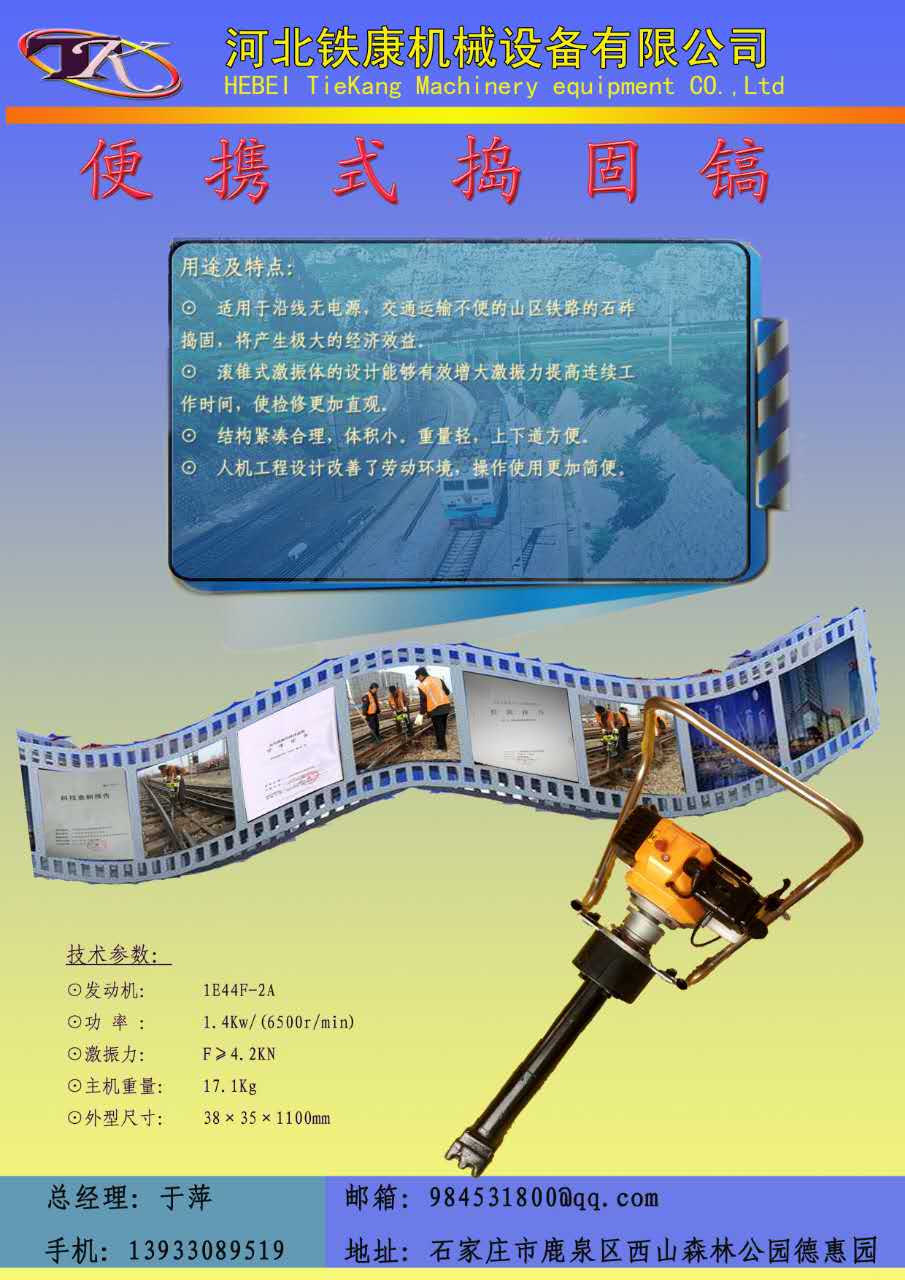 TK
河北铁康机械设备有限公司
HEBEI TieKang Machinery equipment CO.,Ltd
便携式捣固镐
用途及特点：
⊙ 适用于沿线无电源，交通运输不便的山区铁路的石砟
捣固，将产生极大的经济效益。
⊙ 滚锥式激振体的设计能够有效增大激振力提高连续工
作时间，使检修更加直观。
⊙ 结构紧凑合理，体积小，重量轻，上下道方便。
⊙ 人机工程设计改善了劳动环境，操作使用更加简便。
技术参数：
⊙发动机： 1E44F-2A
⊙功 率 ： 1.4Kw/(6500r/min)
⊙激振力： F≥4.2KN
⊙主机重量： 17.1Kg
⊙外型尺寸： 38×35×1100mm
总经理：于萍
手机：13933089519
邮箱：984531800@qq.com
地址：石家庄市鹿泉区西山森林公园德惠园